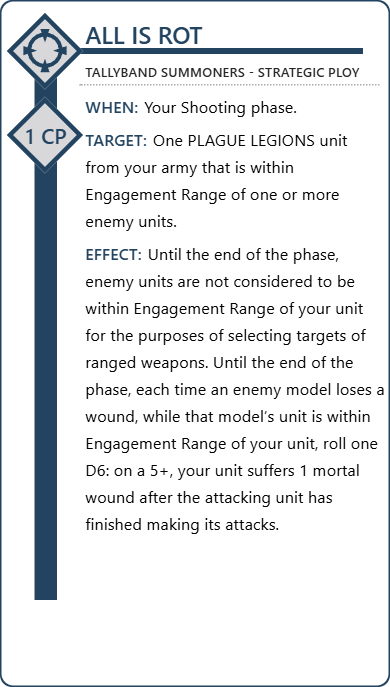 ALL IS ROT
TALLYBAND SUMMONERS - STRATEGIC PLOY
WHEN: Your Shooting phase.
1 CP
TARGET: One PLAGUE LEGIONS unit
from your army that is within
Engagement Range of one or more
enemy units.
EFFECT: Until the end of the phase,
enemy units are not considered to be
within Engagement Range of your unit
for the purposes of selecting targets of
ranged weapons. Until the end of the
phase, each time an enemy model loses a
wound, while that model’s unit is within
Engagement Range of your unit, roll one
D6: on a 5+, your unit suffers 1 mortal
wound after the attacking unit has
finished making its attacks.